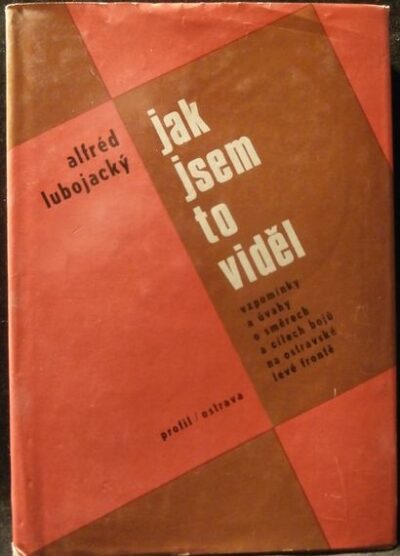 alfréd
lubojacký
jak
jsem
to
viděl
vzpomínky
a úvahy
o směrech
a cílech bojů
na ostravské
levé frontě
profil / ostrava